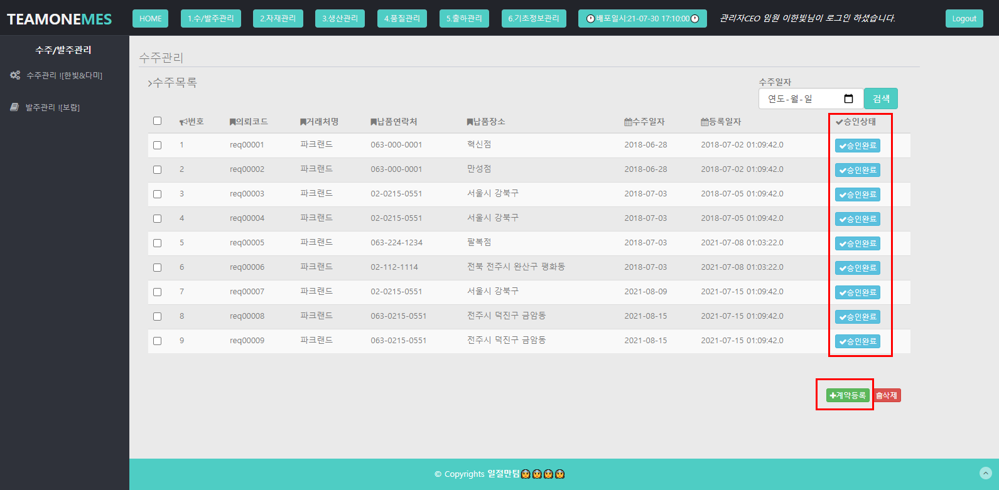 TEAMONEMES HOME 1.수/발주관리 2.자재관리 3.생산관리 4.품질관리 5.출하관리 6.기초정보관리 배포일시:21-07-30 17:10:00 관리자CEO 임원 이한빛님이 로그인 하셨습니다. Logout
수주/발주관리
수주관리 ![한빛&다미]
발주관리 ![보람]
수주관리
수주목록
수주일자
연도-월-일 검색
번호 의뢰코드 거래처명 납품연락처 납품장소 수주일자 등록일자 승인상태
1 req00001 파크랜드 063-000-0001 혁신점 2018-06-28 2018-07-02 01:09:42.0 승인완료
2 req00002 파크랜드 063-000-0001 만성점 2018-06-28 2018-07-02 01:09:42.0 승인완료
3 req00003 파크랜드 02-0215-0551 서울시 강북구 2018-07-03 2018-07-05 01:09:42.0 승인완료
4 req00004 파크랜드 02-0215-0551 서울시 강북구 2018-07-03 2018-07-05 01:09:42.0 승인완료
5 req00005 파크랜드 063-224-1234 팔복점 2018-07-03 2021-07-08 01:03:22.0 승인완료
6 req00006 파크랜드 02-112-1114 전북 전주시 완산구 평화동 2018-07-03 2021-07-08 01:03:22.0 승인완료
7 req00007 파크랜드 02-0215-0551 서울시 강북구 2021-08-09 2021-07-15 01:09:42.0 승인완료
8 req00008 파크랜드 063-0215-0551 전주시 덕진구 금암동 2021-08-15 2021-07-15 01:09:42.0 승인완료
9 req00009 파크랜드 063-0215-0551 전주시 덕진구 금암동 2021-08-15 2021-07-15 01:09:42.0 승인완료
계약등록 삭제
© Copyrights 일절만팀